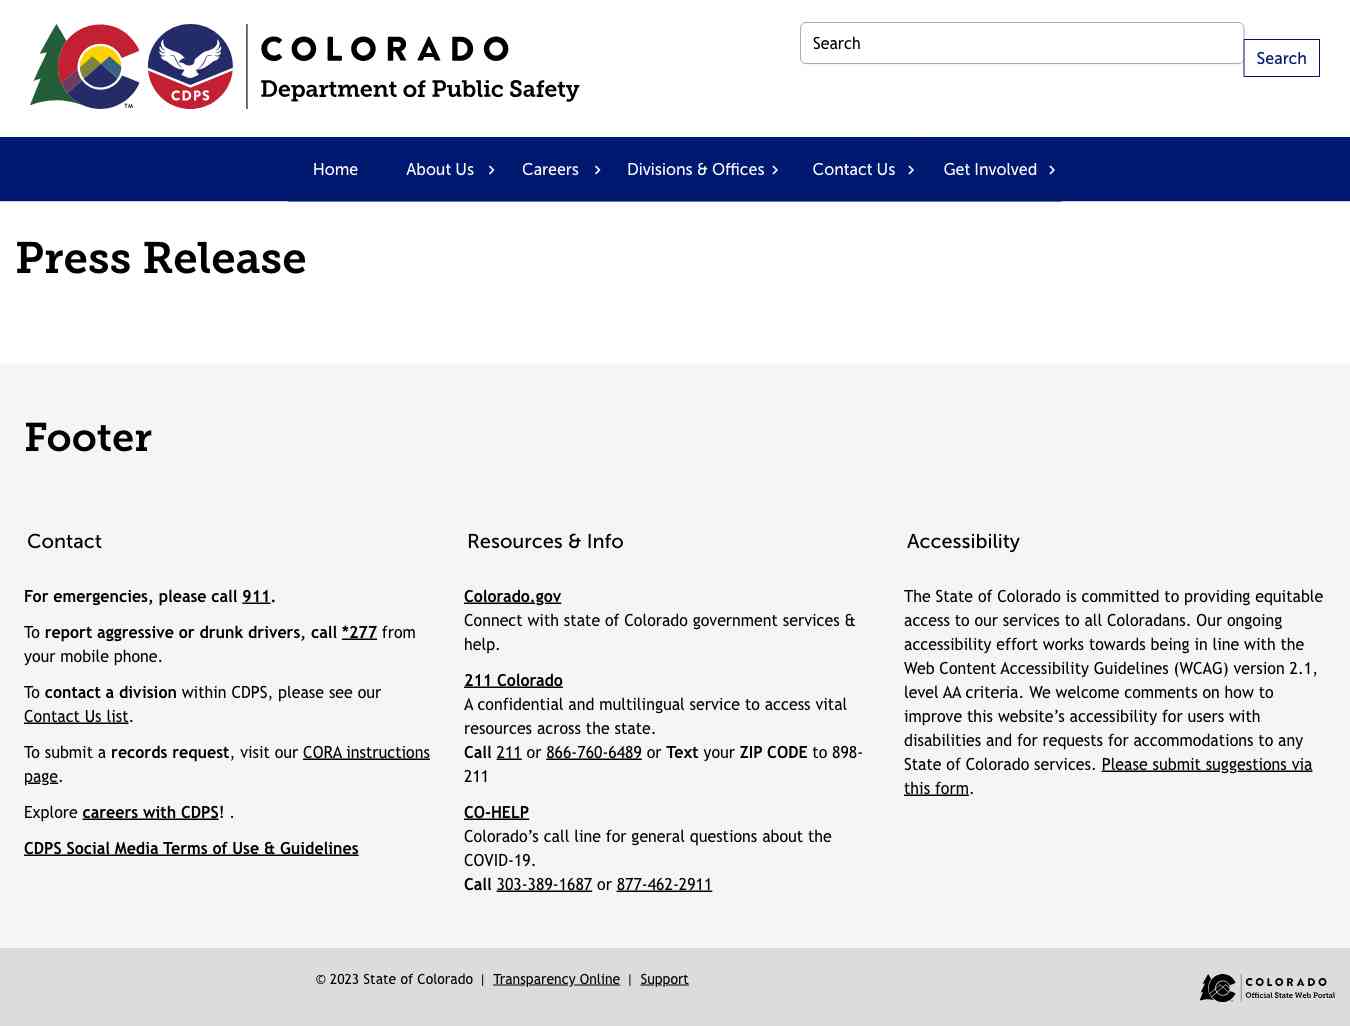 CDPS
TM
COLORADO
Department of Public Safety
Search
Search
Home About Us Careers Divisions & Offices Contact Us Get Involved
Press Release
Footer
Contact
For emergencies, please call 911.
To report aggressive or drunk drivers, call *277 from
your mobile phone.
To contact a division within CDPS, please see our
Contact Us list.
To submit a records request, visit our CORA instructions
page.
Explore careers with CDPS! .
CDPS Social Media Terms of Use & Guidelines
Resources & Info
Colorado.gov
Connect with state of Colorado government services &
help.
211 Colorado
A confidential and multilingual service to access vital
resources across the state.
Call 211 or 866-760-6489 or Text your ZIP CODE to 898-
211
CO-HELP
Colorado’s call line for general questions about the
COVID-19.
Call 303-389-1687 or 877-462-2911
Accessibility
The State of Colorado is committed to providing equitable
access to our services to all Coloradans. Our ongoing
accessibility effort works towards being in line with the
Web Content Accessibility Guidelines (WCAG) version 2.1,
level AA criteria. We welcome comments on how to
improve this website’s accessibility for users with
disabilities and for requests for accommodations to any
State of Colorado services. Please submit suggestions via
this form.
© 2023 State of Colorado | Transparency Online | Support
COLORADO
Official State Web Portal